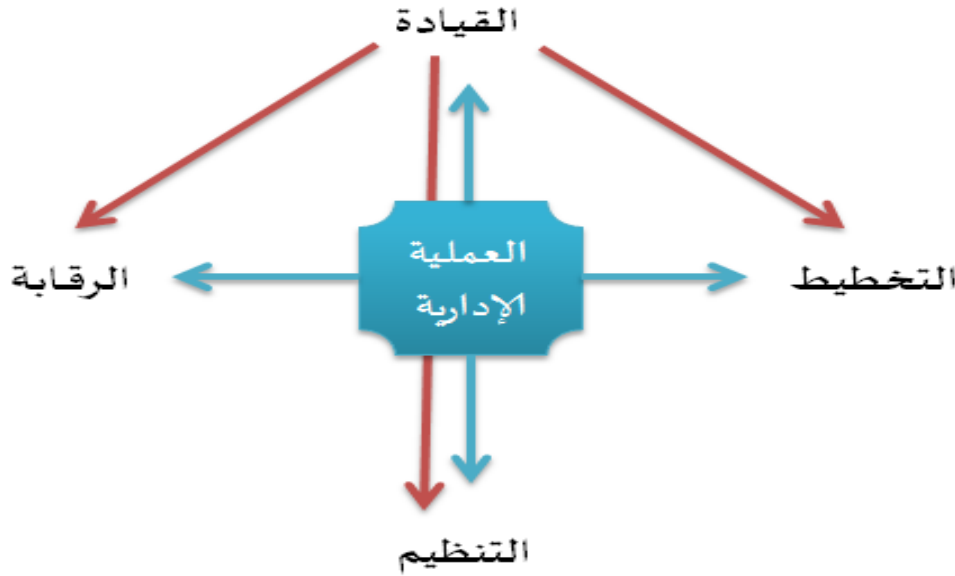 القيادة
العملية
الإدارية
التخطيط
الرقابة
التنظيم